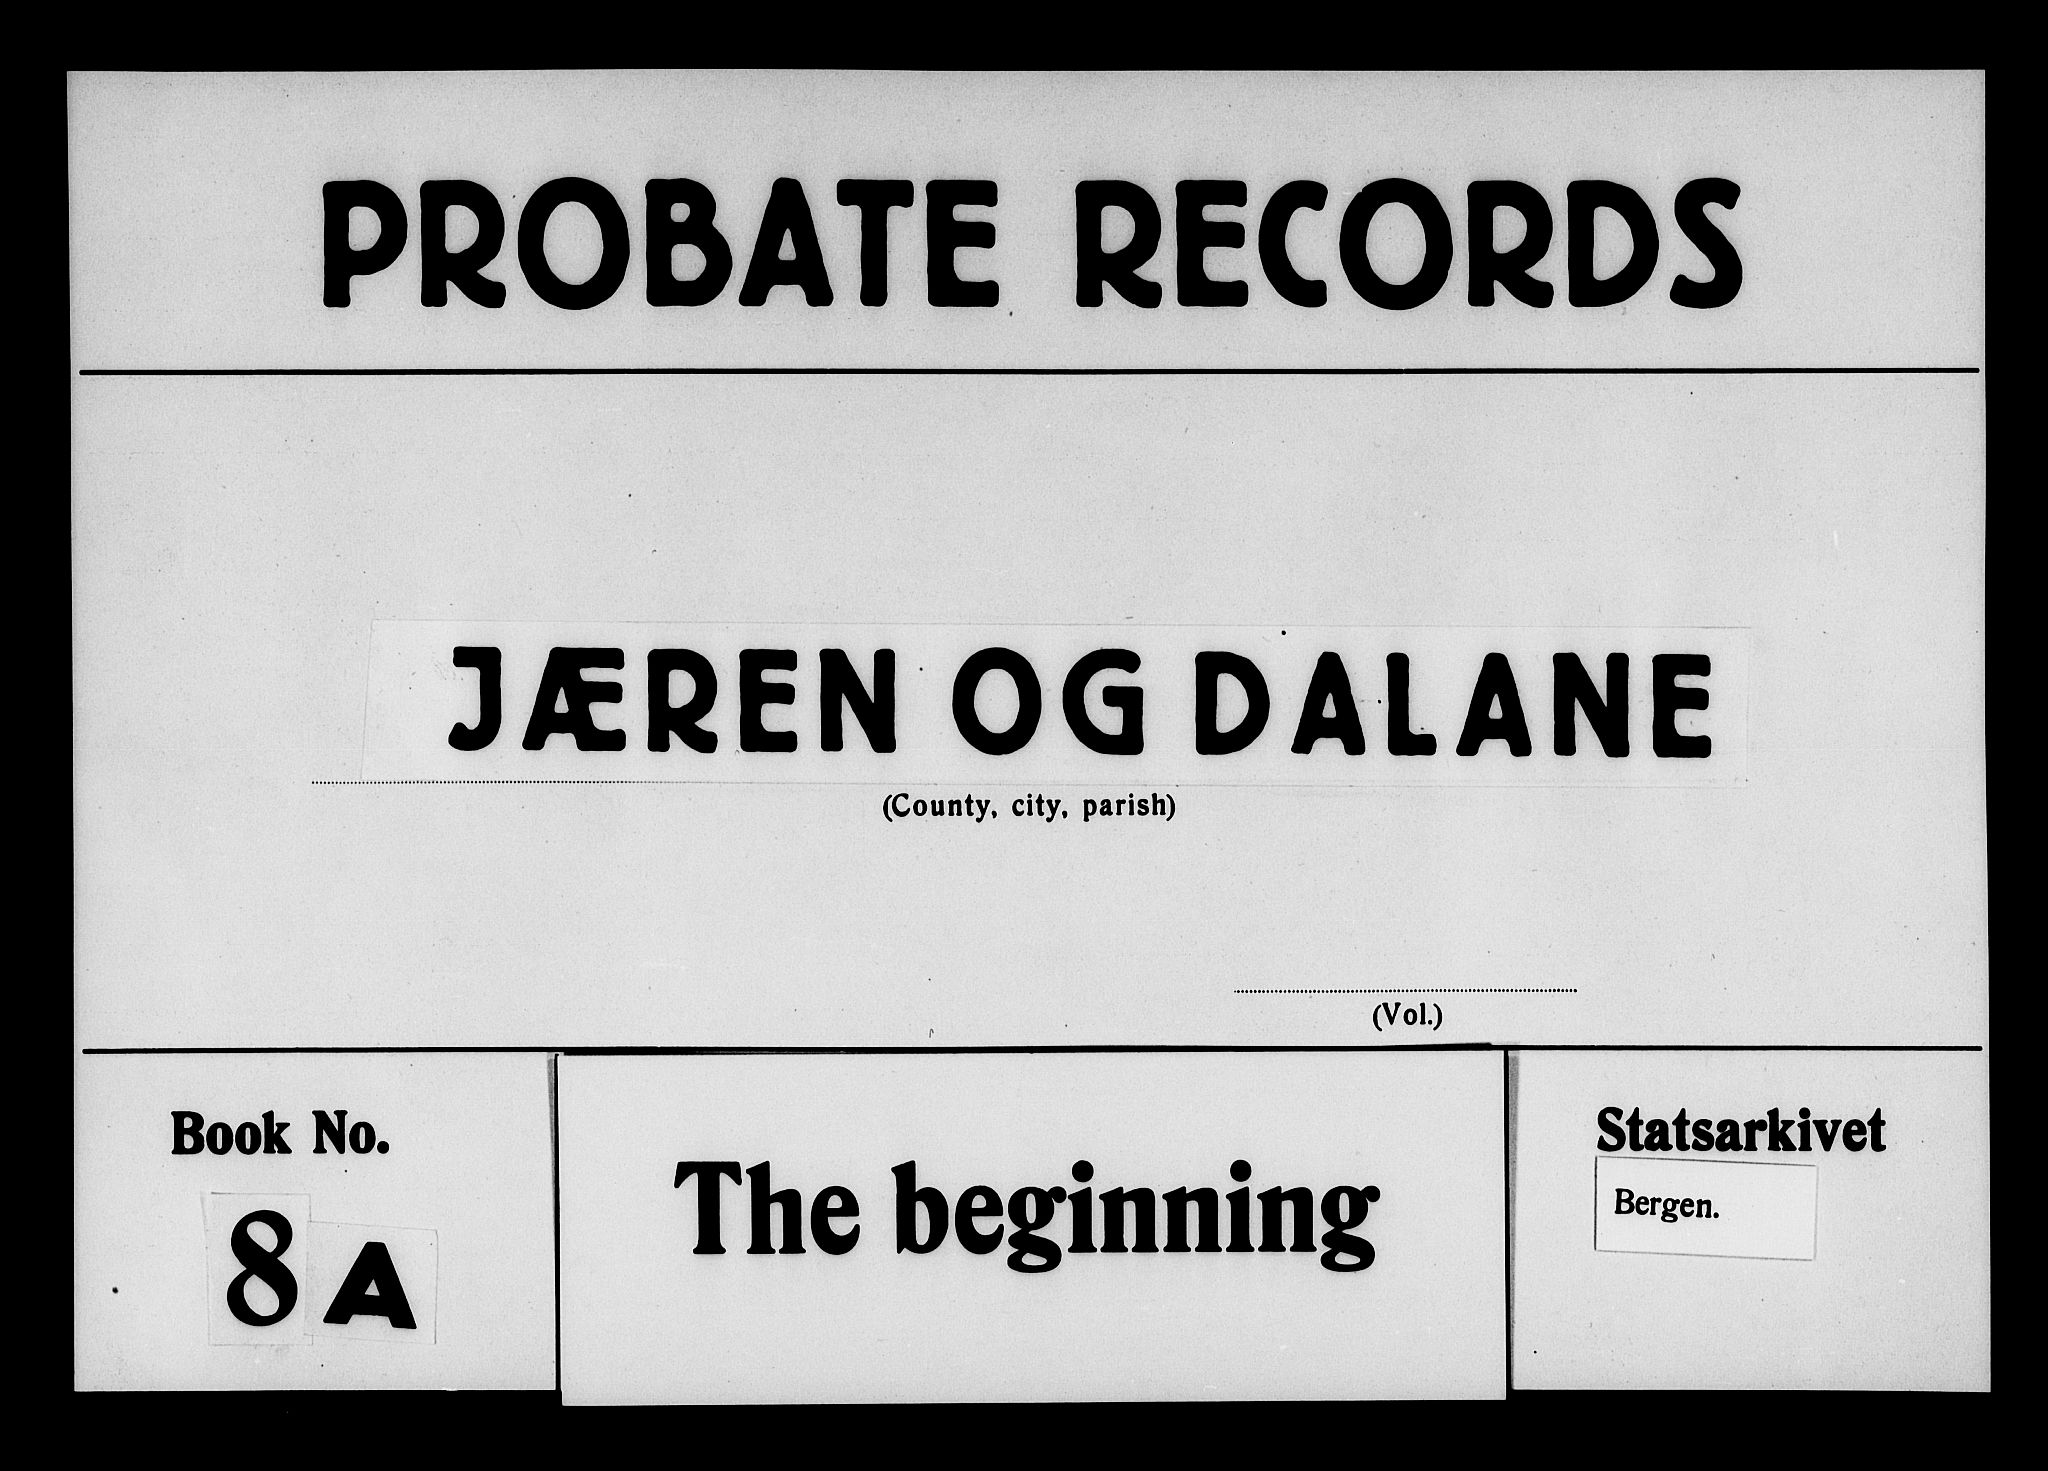 PROBATE RECORDS
JÆREN OG DALANE
(County, city, parish)
(Vol.)
Book No.
8 A
The beginning
Statsarkivet
Bergen.